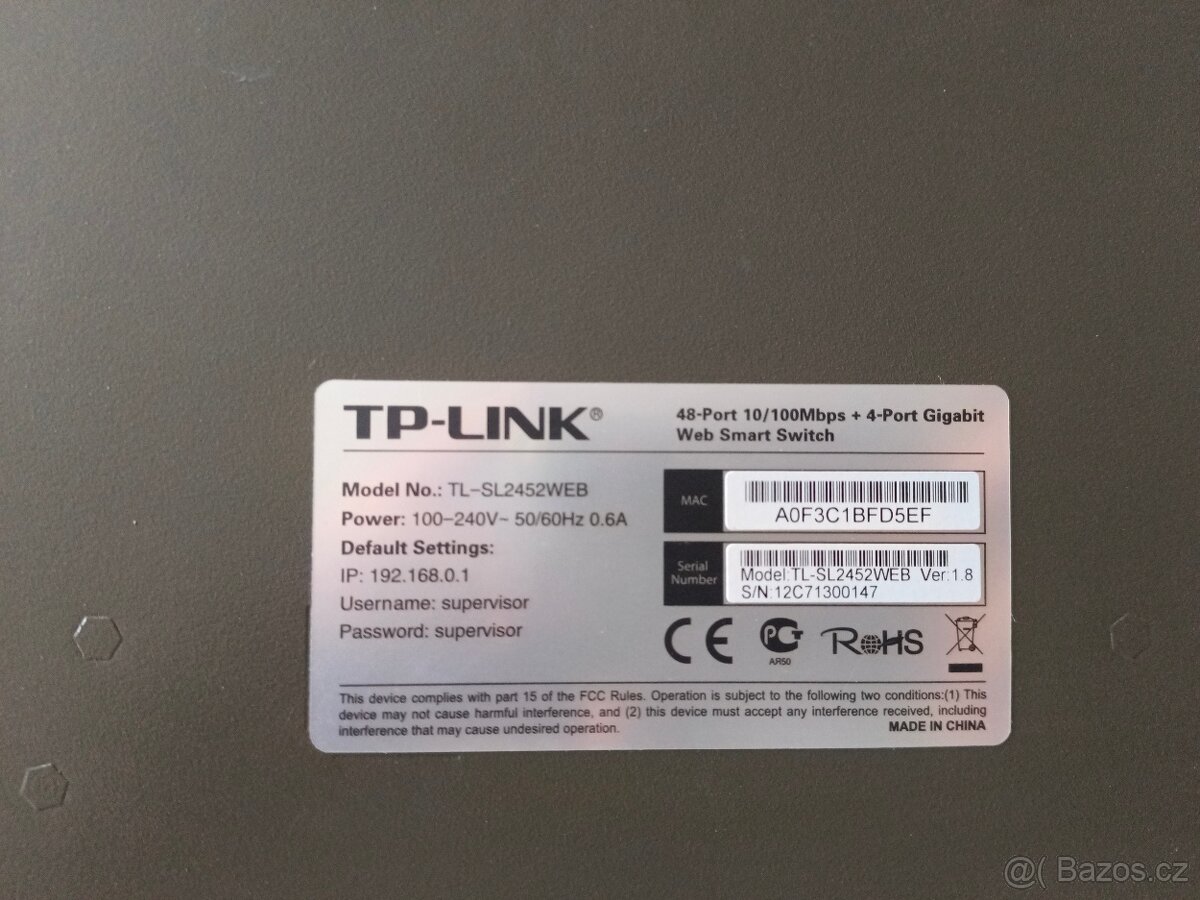 TP-LINK®
48-Port 10/100Mbps + 4-Port Gigabit
Web Smart Switch
Model No.: TL-SL2452WEB
Power: 100-240V~ 50/60Hz 0.6A
Default Settings:
IP: 192.168.0.1
Username: supervisor
Password: supervisor
MAC
A0F3C1BFD5EF
Serial
Number
Model:TL-SL2452WEB Ver:1.8
S/N:12C71300147
CE
PCT
AR50
RoHS
This device complies with part 15 of the FCC Rules. Operation is subject to the following two conditions:(1) This
device may not cause harmful interference, and (2) this device must accept any interference received, including
interference that may cause undesired operation.
MADE IN CHINA
@( Bazos.cz